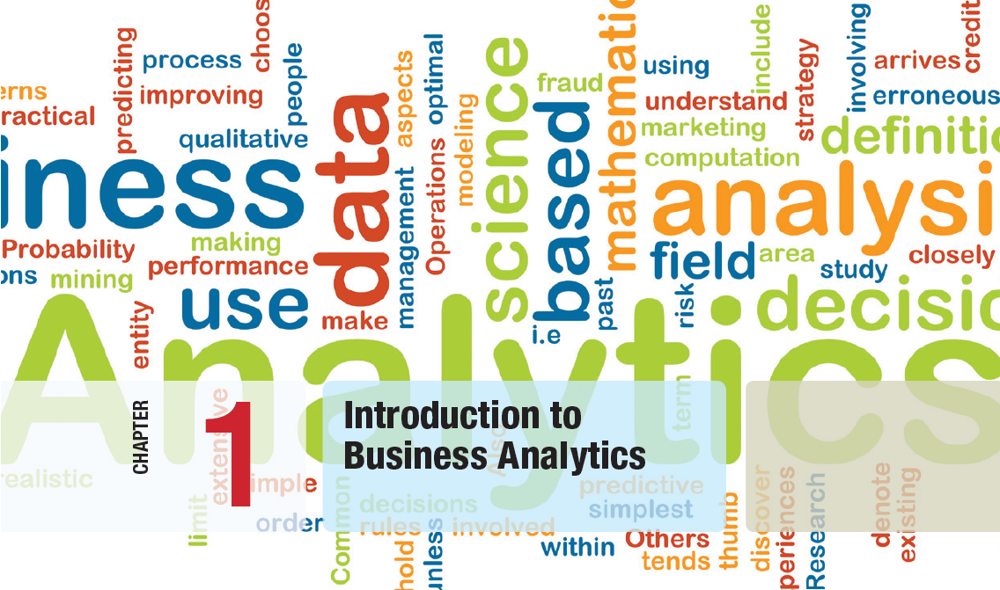 choos
credit
predicting
process
people
aspects
optimal
science
mathematic
include
strategy
involving
arrives
erns
improving
fraud
using
erroneous
ractical
qualitative
data
modeling
based
understand
marketing
definitio
computation
iness
management
Operations
analysi
Probability
making
performance
field
area
study
closely
ons
mining
use
make
past
risk
decisio
entity
i.e
Analytics
CHAPTER
1
Introduction to
Business Analytics
extensive
term
Also
realistic
imple
predictive
decisions
simplest
limit
order
Common
rules
involved
hold
unless
within
Others
tends
thumb
discover
periences
Research
denote
existing